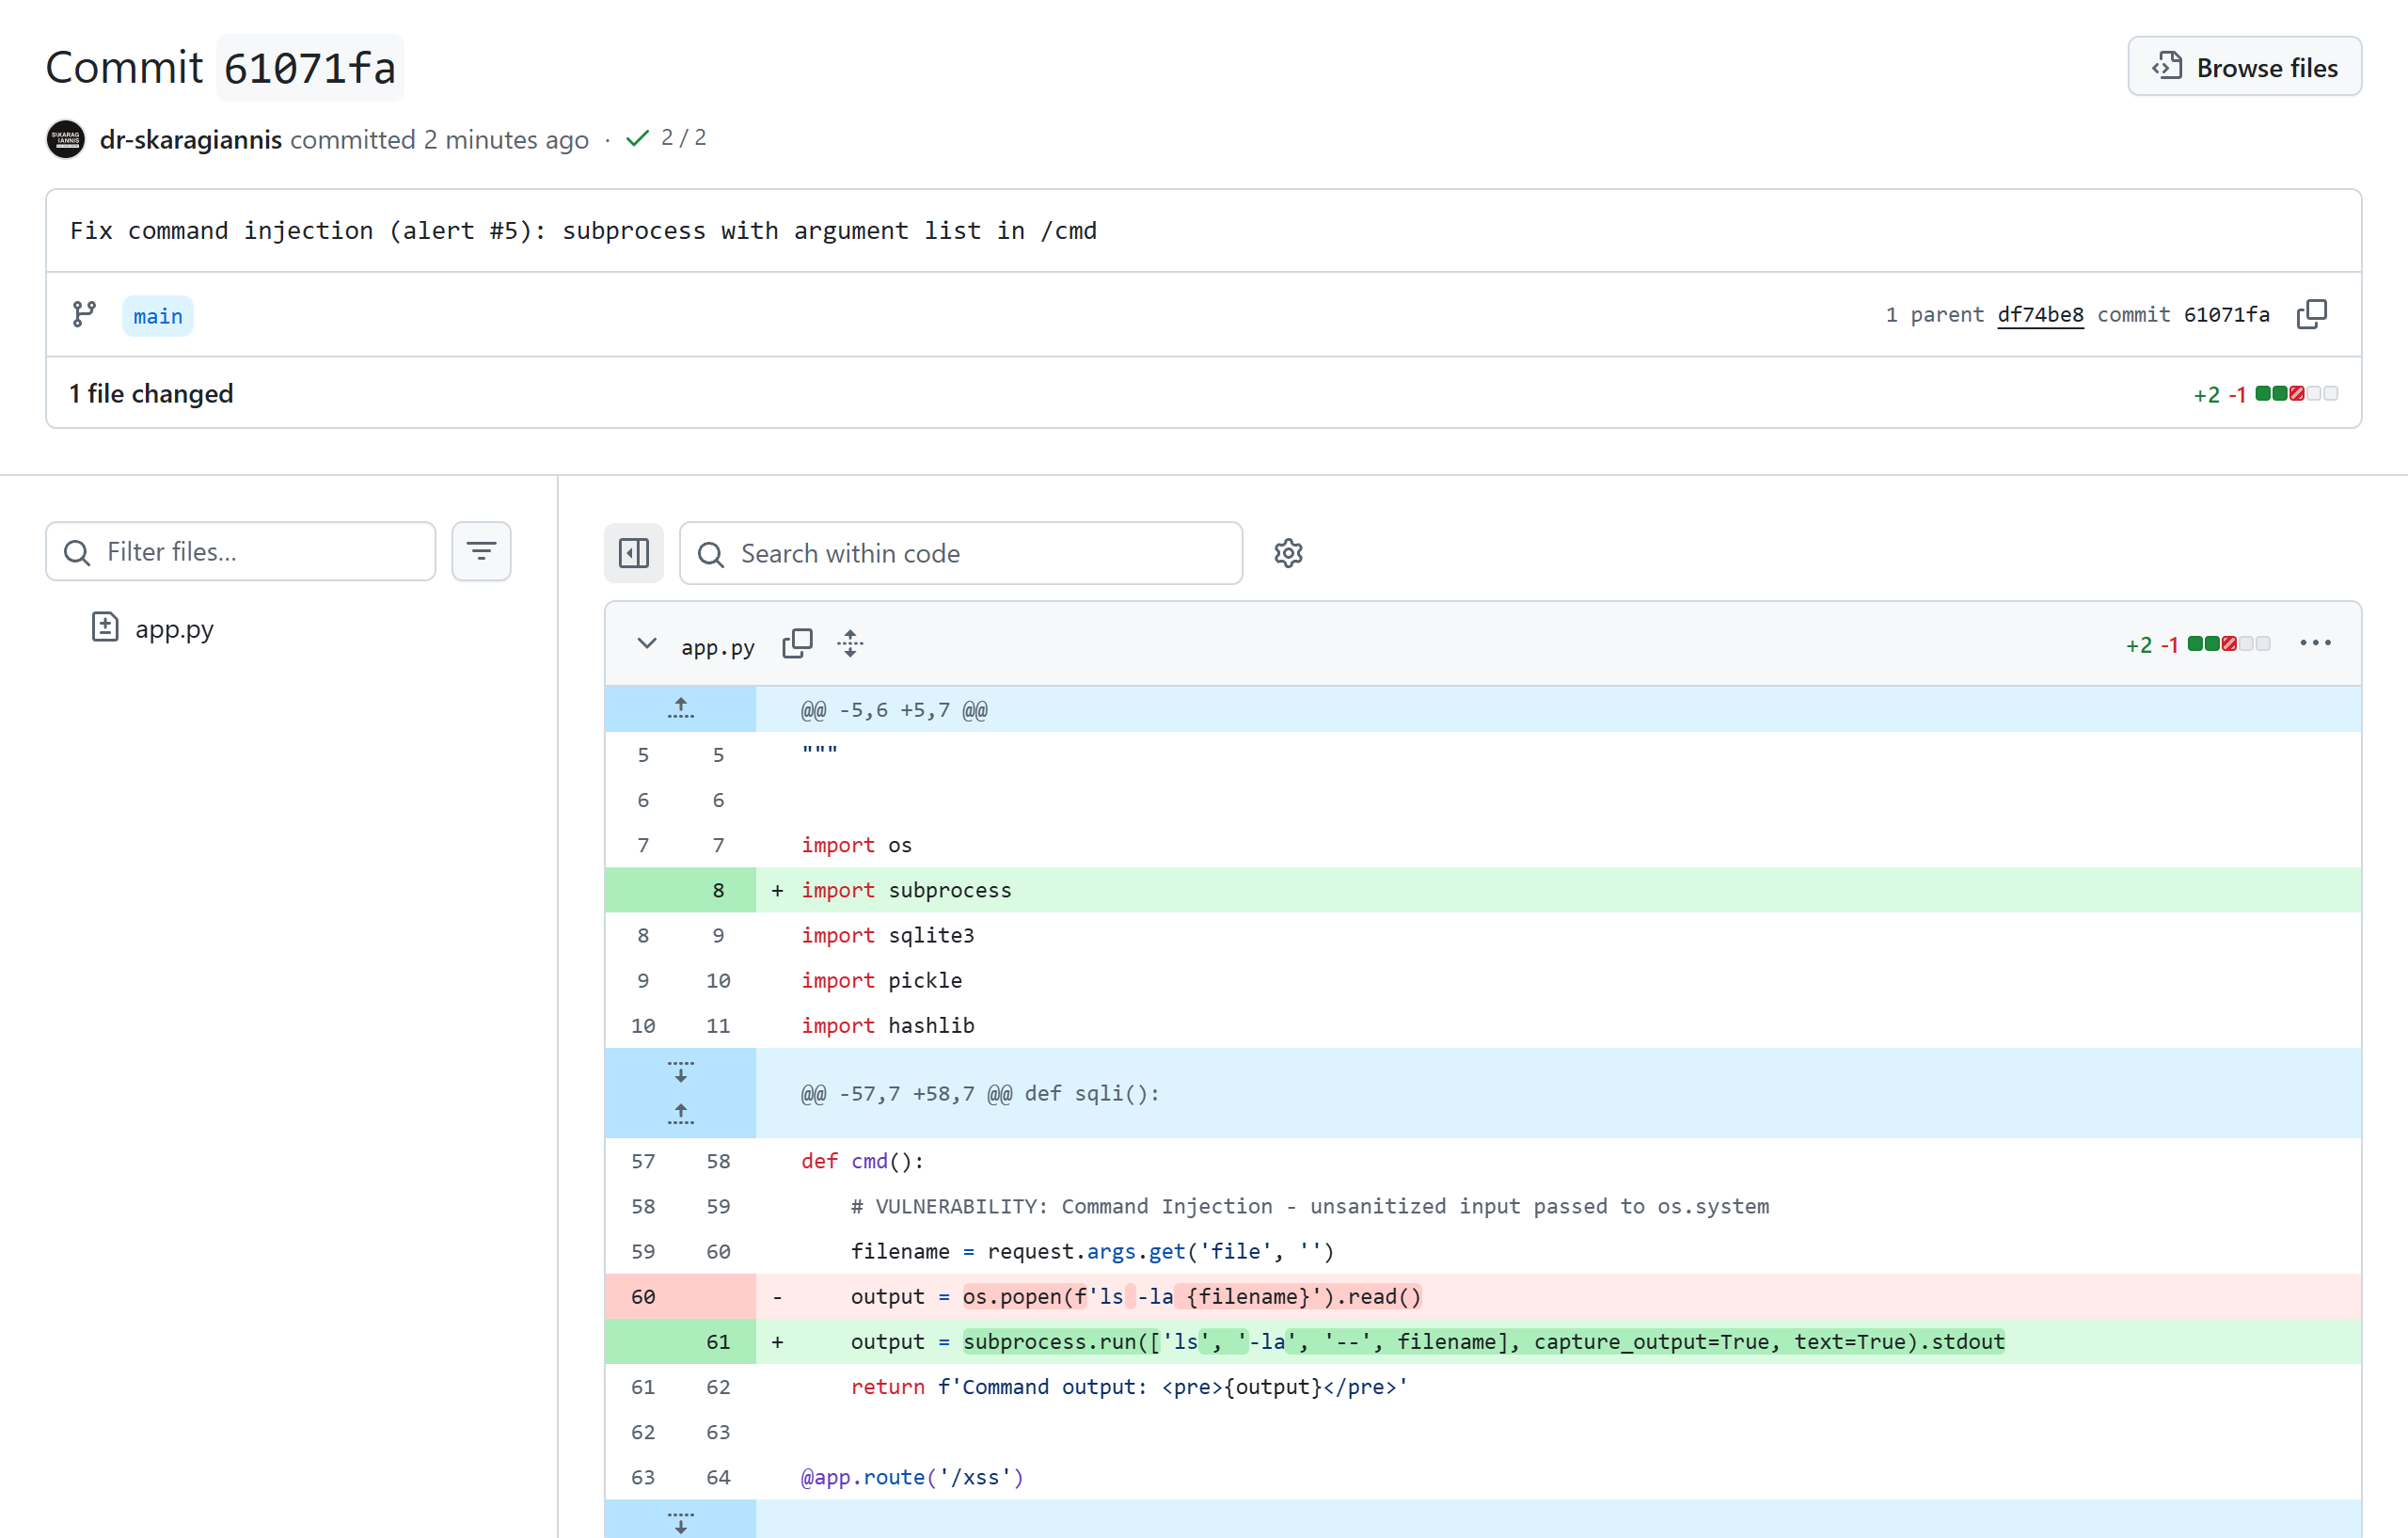 Commit 61071fa
Browse files
dr-skaragiannis committed 2 minutes ago · 2 / 2
Fix command injection (alert #5): subprocess with argument list in /cmd
main
1 parent df74be8 commit 61071fa
1 file changed
+2 -1
Filter files...
Search within code
app.py
app.py
+2 -1
@@ -5,6 +5,7 @@
5 5 """
6 6
7 7 import os
8 + import subprocess
8 9 import sqlite3
9 10 import pickle
10 11 import hashlib
@@ -57,7 +58,7 @@ def sqli():
57 58 def cmd():
58 59 # VULNERABILITY: Command Injection - unsanitized input passed to os.system
59 60 filename = request.args.get('file', '')
60 - output = os.popen(f'ls -la {filename}').read()
61 + output = subprocess.run(['ls', '-la', '--', filename], capture_output=True, text=True).stdout
61 62 return f'Command output: <pre>{output}</pre>'
62 63
63 64 @app.route('/xss')